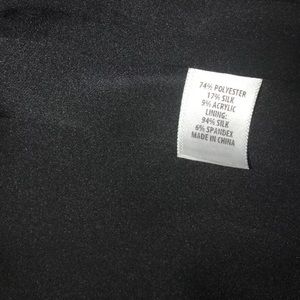 74% POLYESTER
17% SILK
9% ACRYLIC
LINING:
94% SILK
6% SPANDEX
MADE IN CHINA